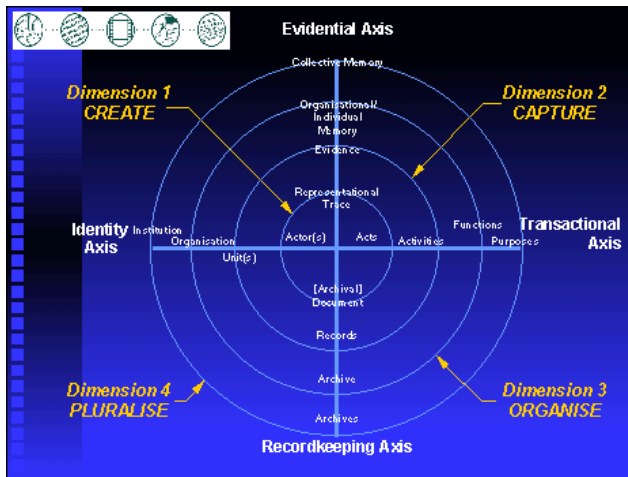 Evidential Axis
Collective Memory
Dimension 1
CREATE
Dimension 2
CAPTURE
Organisational/
Individual
Memory
Evidence
Representational
Trace
Identity
Axis
Institution
Organisation
Unit(s)
Actor(s)
Acts
Activities
Functions
Purposes
Transactional
Axis
[Archival]
Document
Records
Archive
Archives
Dimension 4
PLURALISE
Dimension 3
ORGANISE
Recordkeeping Axis